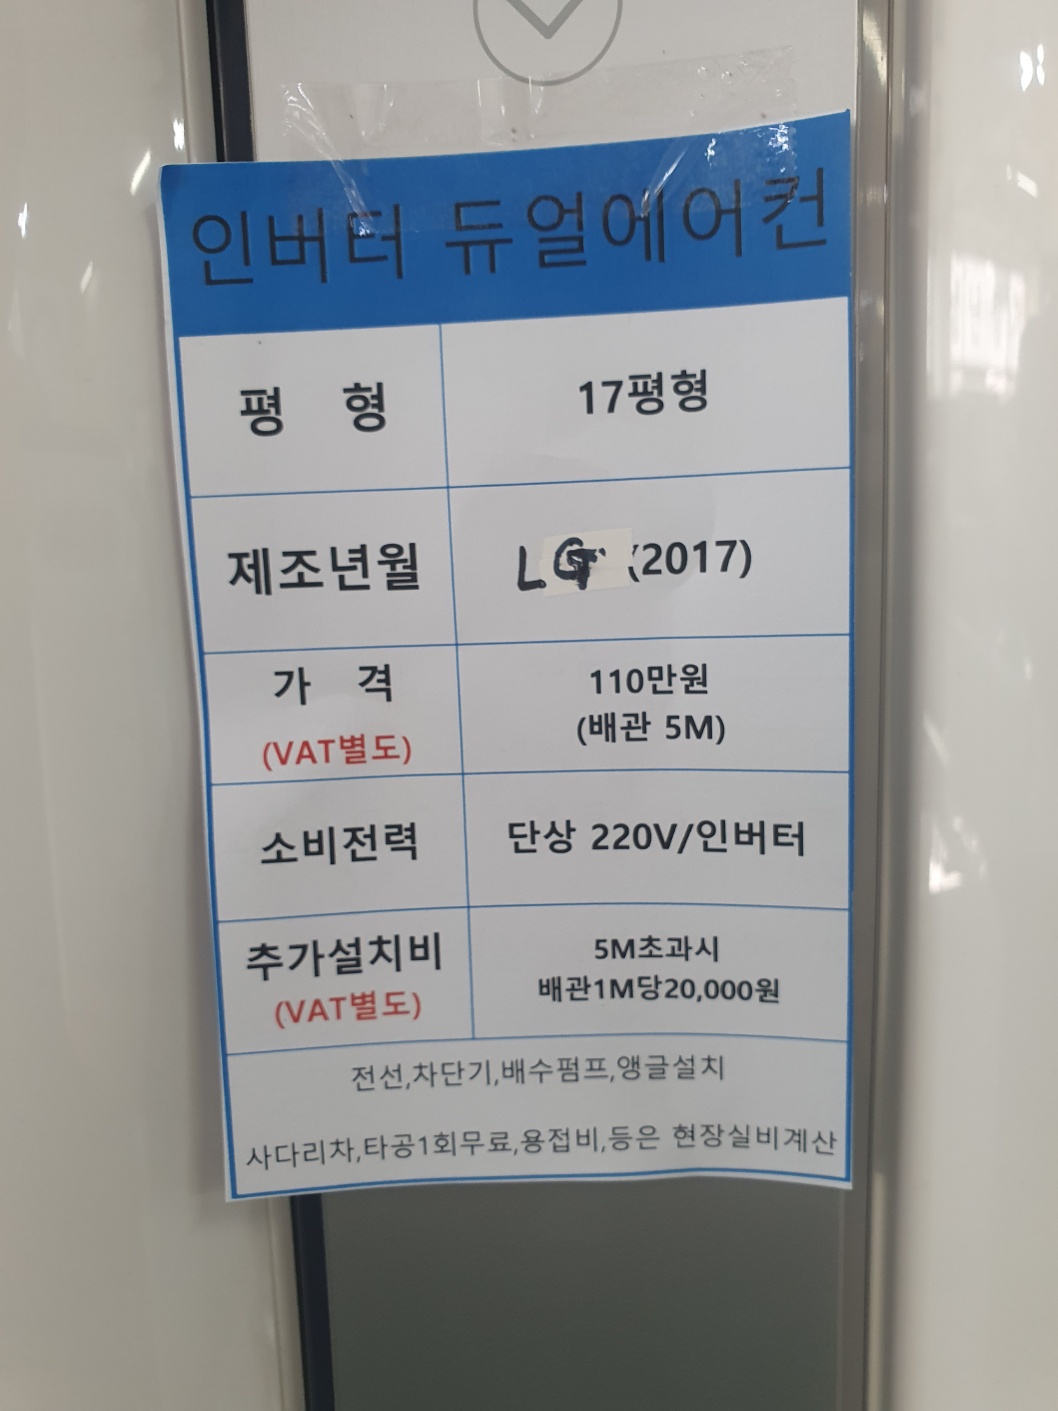 인버터 듀얼에어컨
평 형 17평형
제조년월 LG (2017)
가 격 110만원
(VAT별도) (배관 5M)
소비전력 단상 220V/인버터
추가설치비 5M초과시
(VAT별도) 배관1M당20,000원
전선,차단기,배수펌프,앵글설치
사다리차,타공1회무료,용접비,등은 현장실비계산